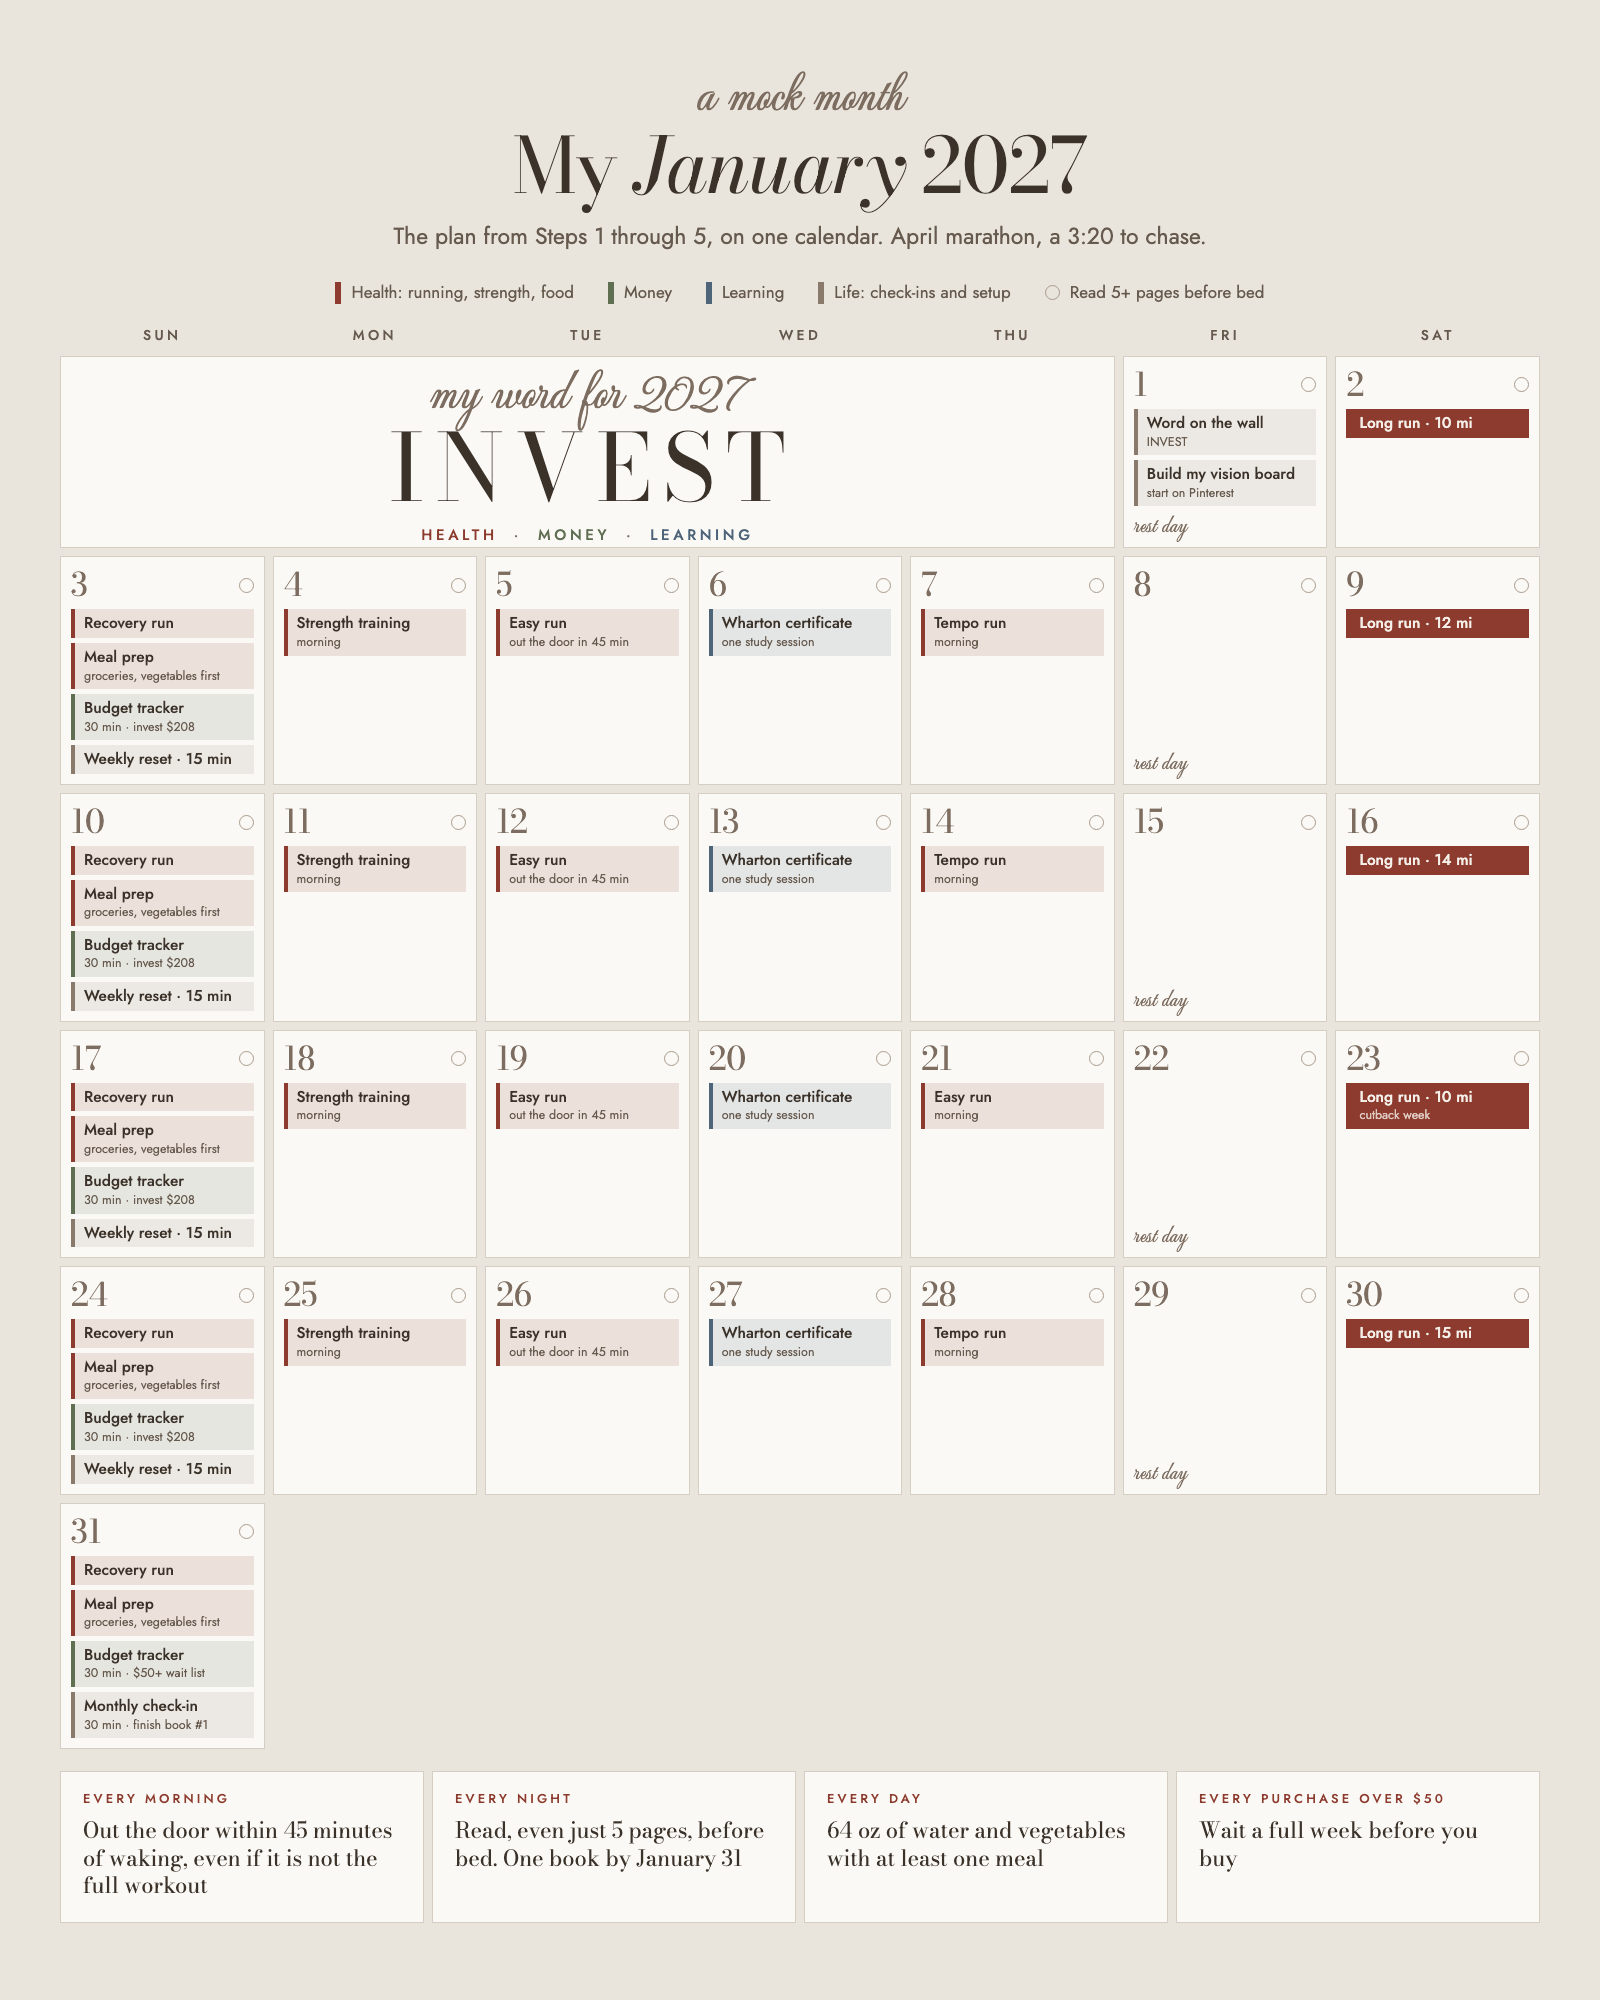 a mock month
My January 2027
The plan from Steps 1 through 5, on one calendar. April marathon, a 3:20 to chase.
Health: running, strength, food
Money
Learning
Life: check-ins and setup
Read 5+ pages before bed
SUN MON TUE WED THU FRI SAT
my word for 2027
INVEST
HEALTH · MONEY · LEARNING
1
Word on the wall
INVEST
Build my vision board
start on Pinterest
rest day
2
Long run · 10 mi
3
Recovery run
Meal prep
groceries, vegetables first
Budget tracker
30 min · invest $208
Weekly reset · 15 min
4
Strength training
morning
5
Easy run
out the door in 45 min
6
Wharton certificate
one study session
7
Tempo run
morning
8
rest day
9
Long run · 12 mi
10
Recovery run
Meal prep
groceries, vegetables first
Budget tracker
30 min · invest $208
Weekly reset · 15 min
11
Strength training
morning
12
Easy run
out the door in 45 min
13
Wharton certificate
one study session
14
Tempo run
morning
15
rest day
16
Long run · 14 mi
17
Recovery run
Meal prep
groceries, vegetables first
Budget tracker
30 min · invest $208
Weekly reset · 15 min
18
Strength training
morning
19
Easy run
out the door in 45 min
20
Wharton certificate
one study session
21
Easy run
morning
22
rest day
23
Long run · 10 mi
cutback week
24
Recovery run
Meal prep
groceries, vegetables first
Budget tracker
30 min · invest $208
Weekly reset · 15 min
25
Strength training
morning
26
Easy run
out the door in 45 min
27
Wharton certificate
one study session
28
Tempo run
morning
29
rest day
30
Long run · 15 mi
31
Recovery run
Meal prep
groceries, vegetables first
Budget tracker
30 min · $50+ wait list
Monthly check-in
30 min · finish book #1
EVERY MORNING
Out the door within 45 minutes
of waking, even if it is not the
full workout
EVERY NIGHT
Read, even just 5 pages, before
bed. One book by January 31
EVERY DAY
64 oz of water and vegetables
with at least one meal
EVERY PURCHASE OVER $50
Wait a full week before you
buy